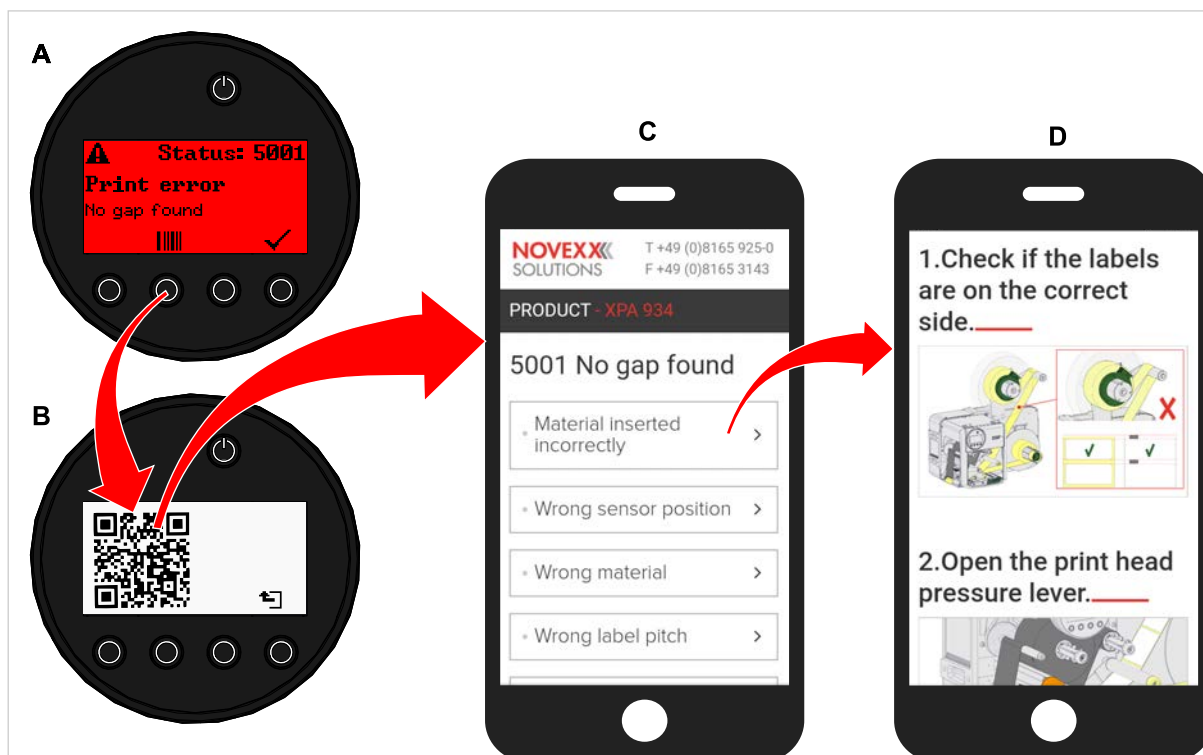 A
Status: 5001
Print error
No gap found
B
C
NOVEXX
SOLUTIONS
T +49 (0)8165 925-0
F +49 (0)8165 3143
PRODUCT - XPA 934
5001 No gap found
• Material inserted
incorrectly
• Wrong sensor position
• Wrong material
• Wrong label pitch
D
1.Check if the labels
are on the correct
side.
2.Open the print head
pressure lever.